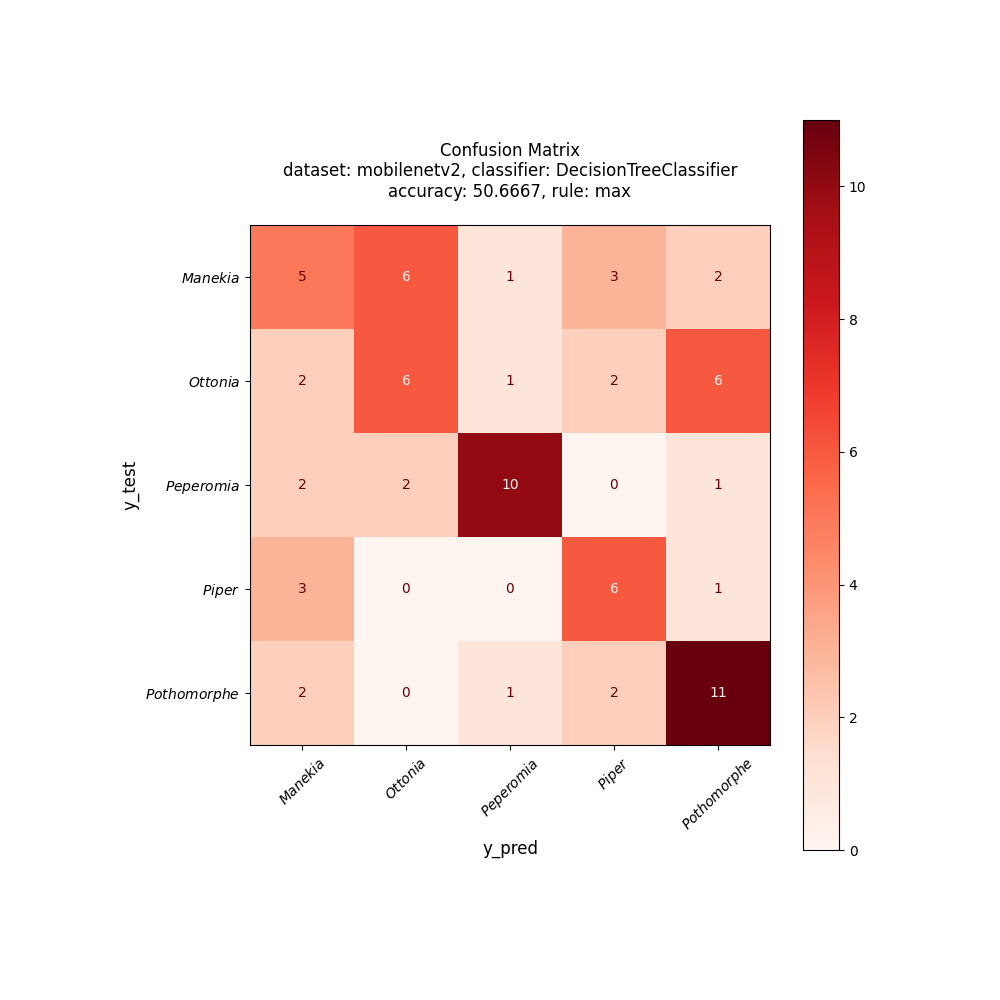 Confusion Matrix
dataset: mobilenetv2, classifier: DecisionTreeClassifier
accuracy: 50.6667, rule: max
Manekia 5 6 1 3 2
Ottonia 2 6 1 2 6
Peperomia 2 2 10 0 1
Piper 3 0 0 6 1
Pothomorphe 2 0 1 2 11
Manekia Ottonia Peperomia Piper Pothomorphe
y_pred
y_test
10
8
6
4
2
0